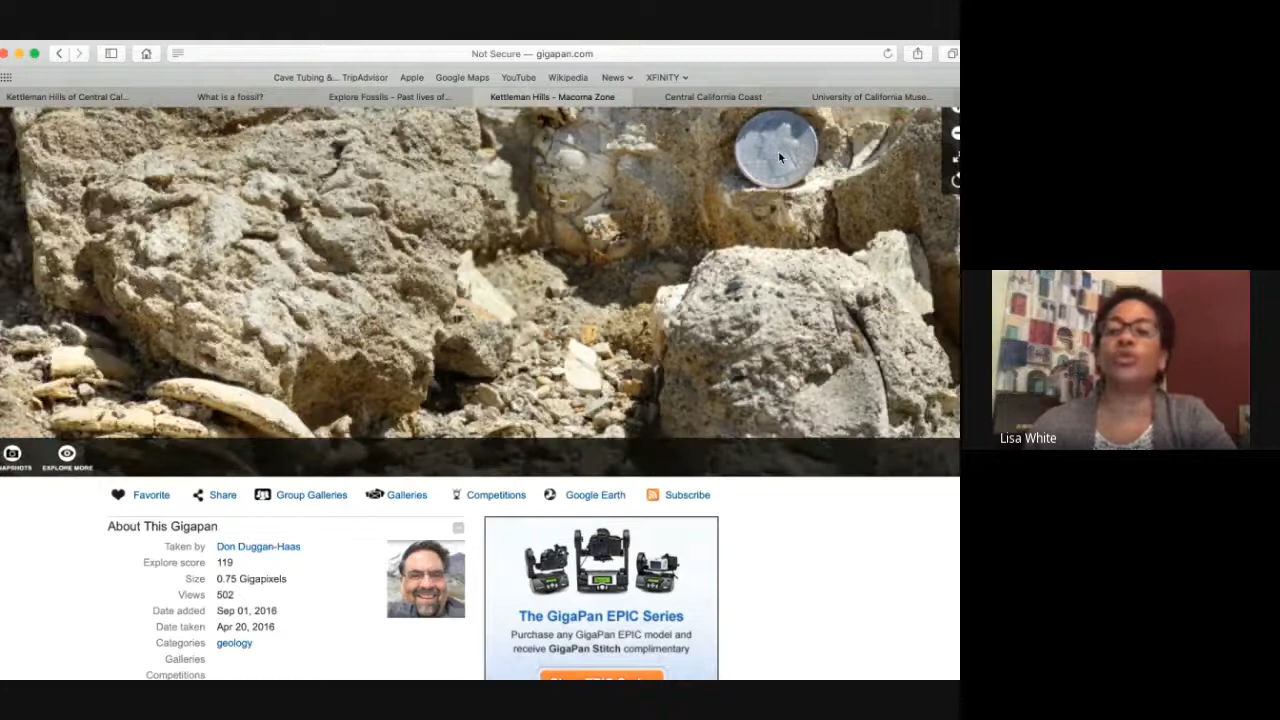 Not Secure — gigapan.com
Cave Tubing &... TripAdvisor Apple Google Maps YouTube Wikipedia News XFINITY
Kettleman Hills of Central Cal... What is a fossil? Explore Fossils – Past lives of... Kettleman Hills - Macoma Zone Central California Coast University of California Muse...
NAPSHOTS EXPLORE MORE
Lisa White
Favorite Share Group Galleries Galleries Competitions Google Earth Subscribe
About This Gigapan
Taken by Don Duggan-Haas
Explore score 119
Size 0.75 Gigapixels
Views 502
Date added Sep 01, 2016
Date taken Apr 20, 2016
Categories geology
Galleries
Competitions
The GigaPan EPIC Series
Purchase any GigaPan EPIC model and
receive GigaPan Stitch complimentary